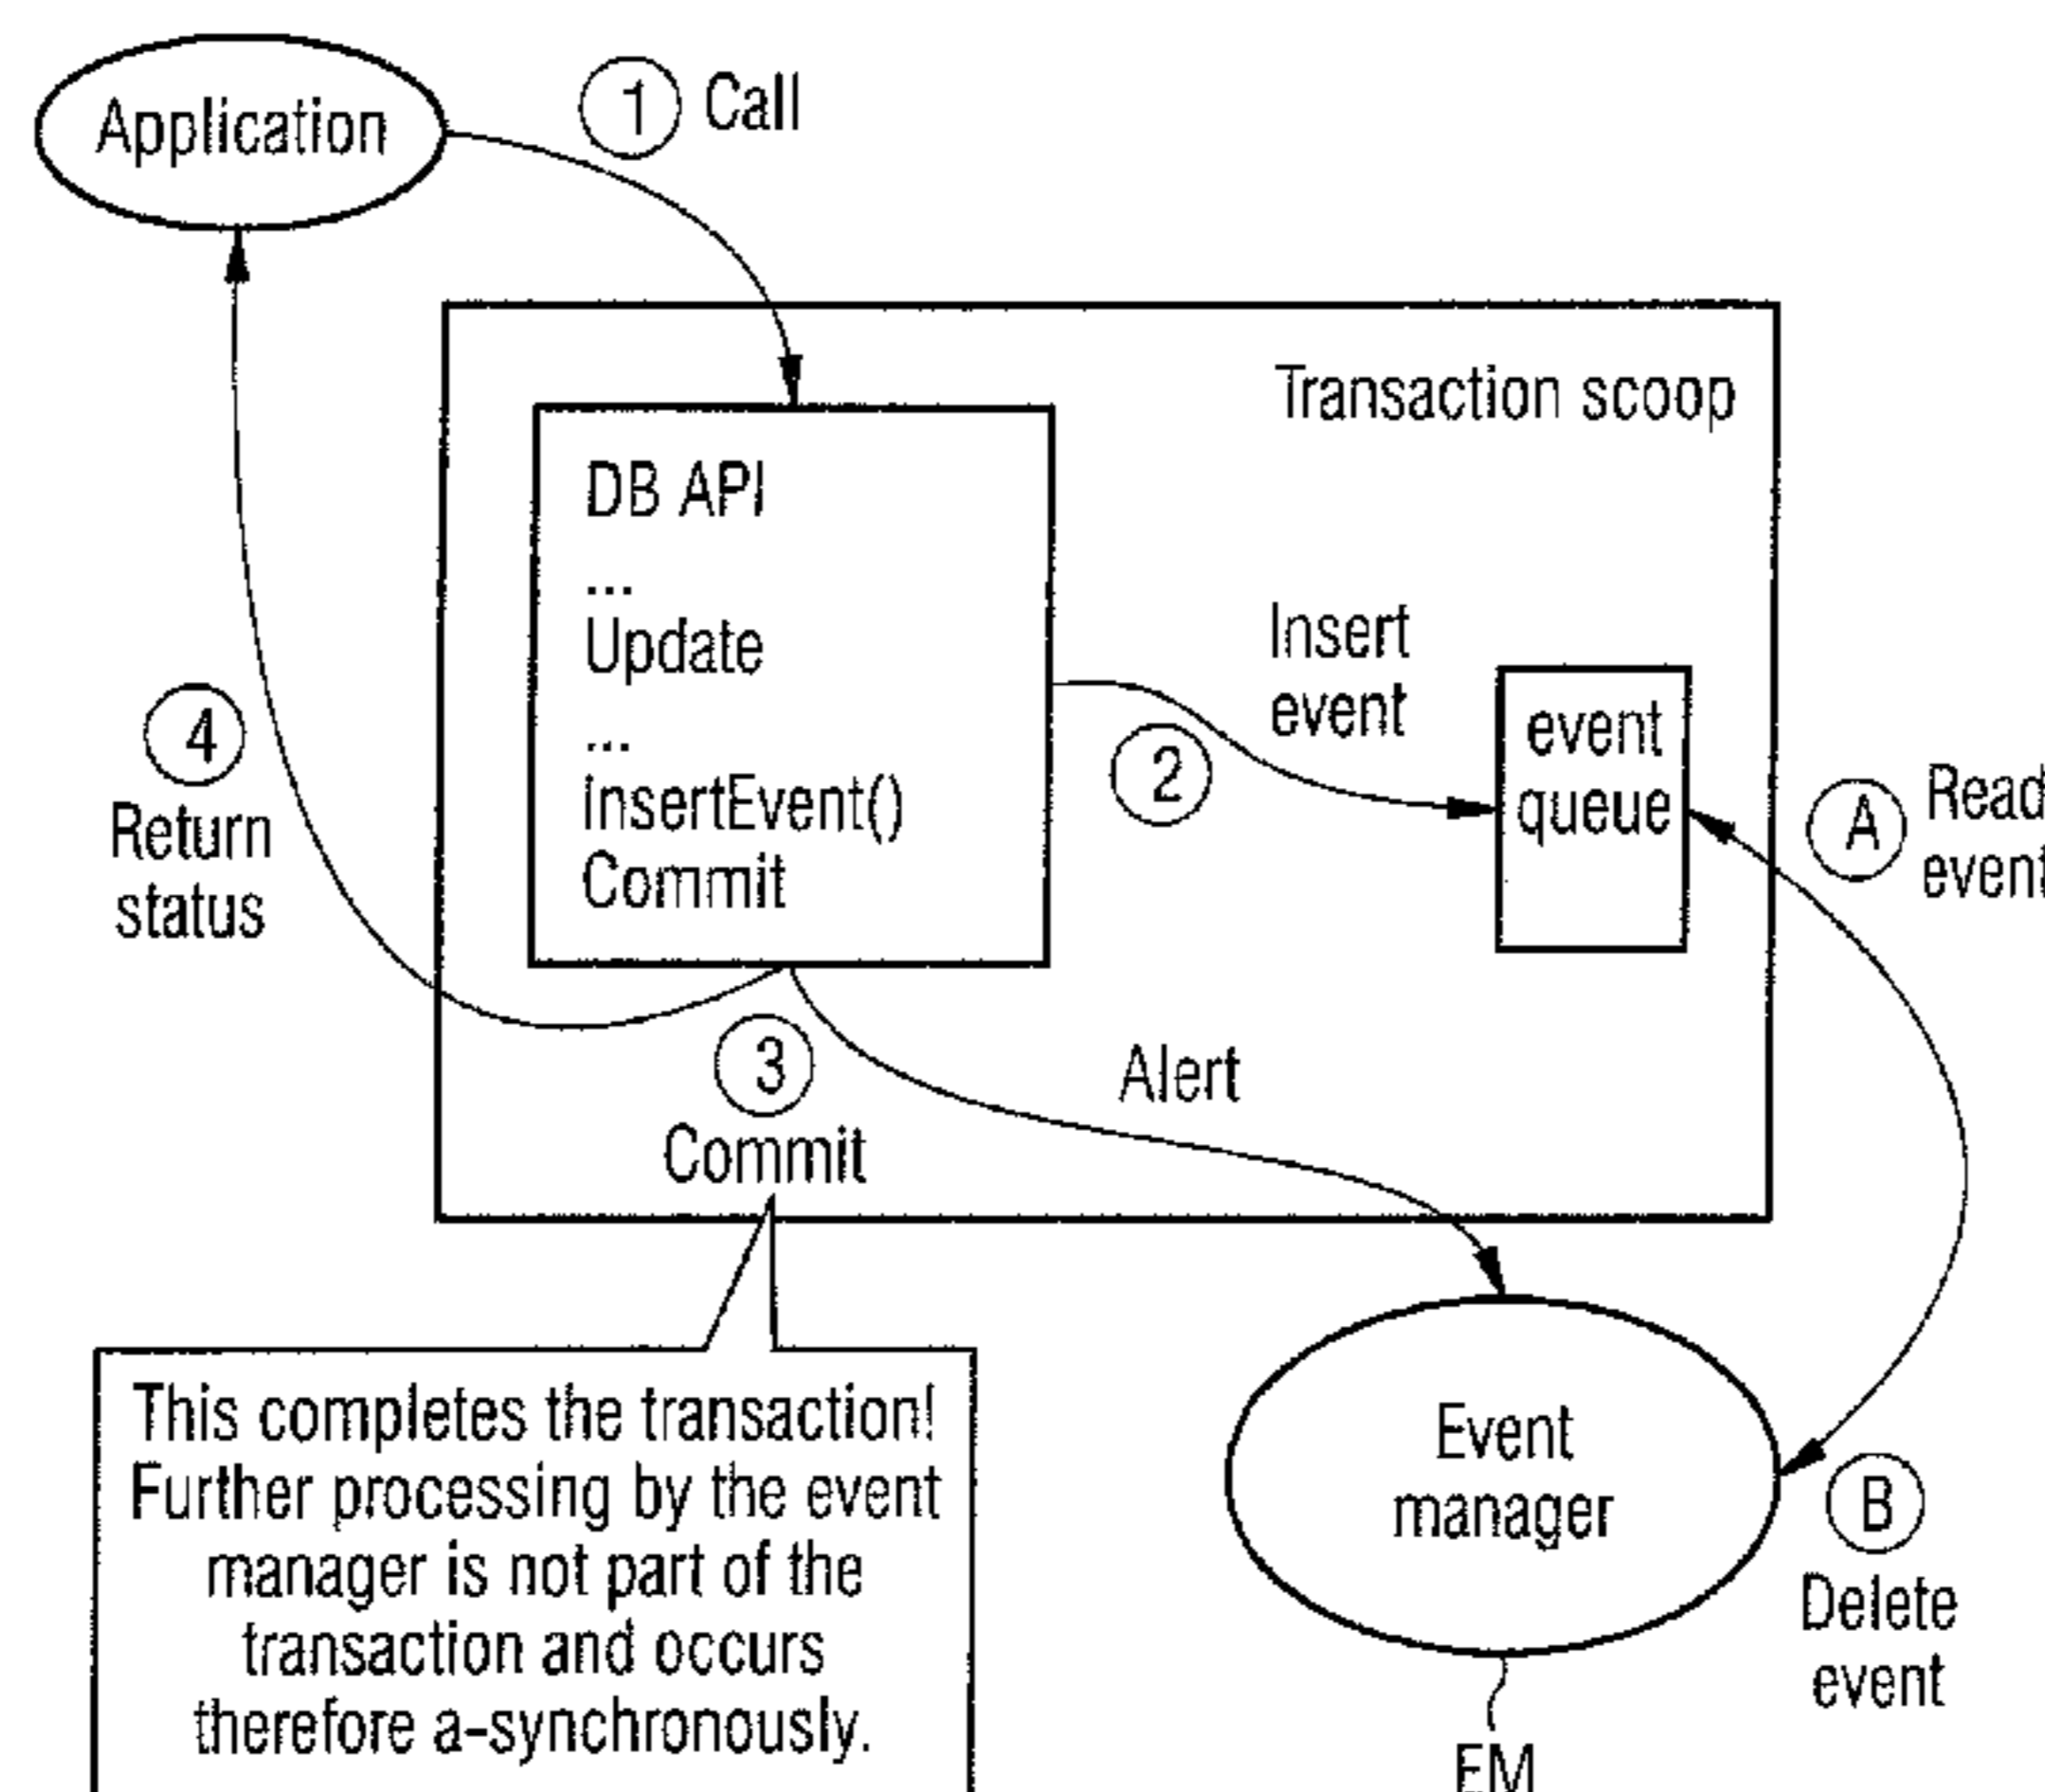 Application
1 Call
Transaction scoop
DB API
...
Update
...
insertEvent()
Commit
Insert
event
2
event
queue
A Read
event
4
Return
status
3
Commit
Alert
This completes the transaction!
Further processing by the event
manager is not part of the
transaction and occurs
therefore a-synchronously.
Event
manager
B
Delete
event
EM